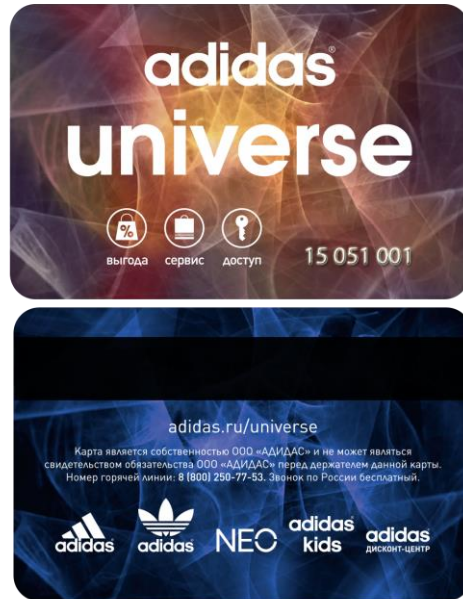 adidas®
universe
%
выгода сервис доступ 15 051 001
adidas.ru/universe
Карта является собственностью ООО «АДИДАС» и не может являться
свидетельством обязательства ООО «АДИДАС» перед держателем данной карты.
Номер горячей линии: 8 (800) 250-77-53. Звонок по России бесплатный.
adidas® adidas® NEO adidas® kids adidas® ДИСКОНТ-ЦЕНТР